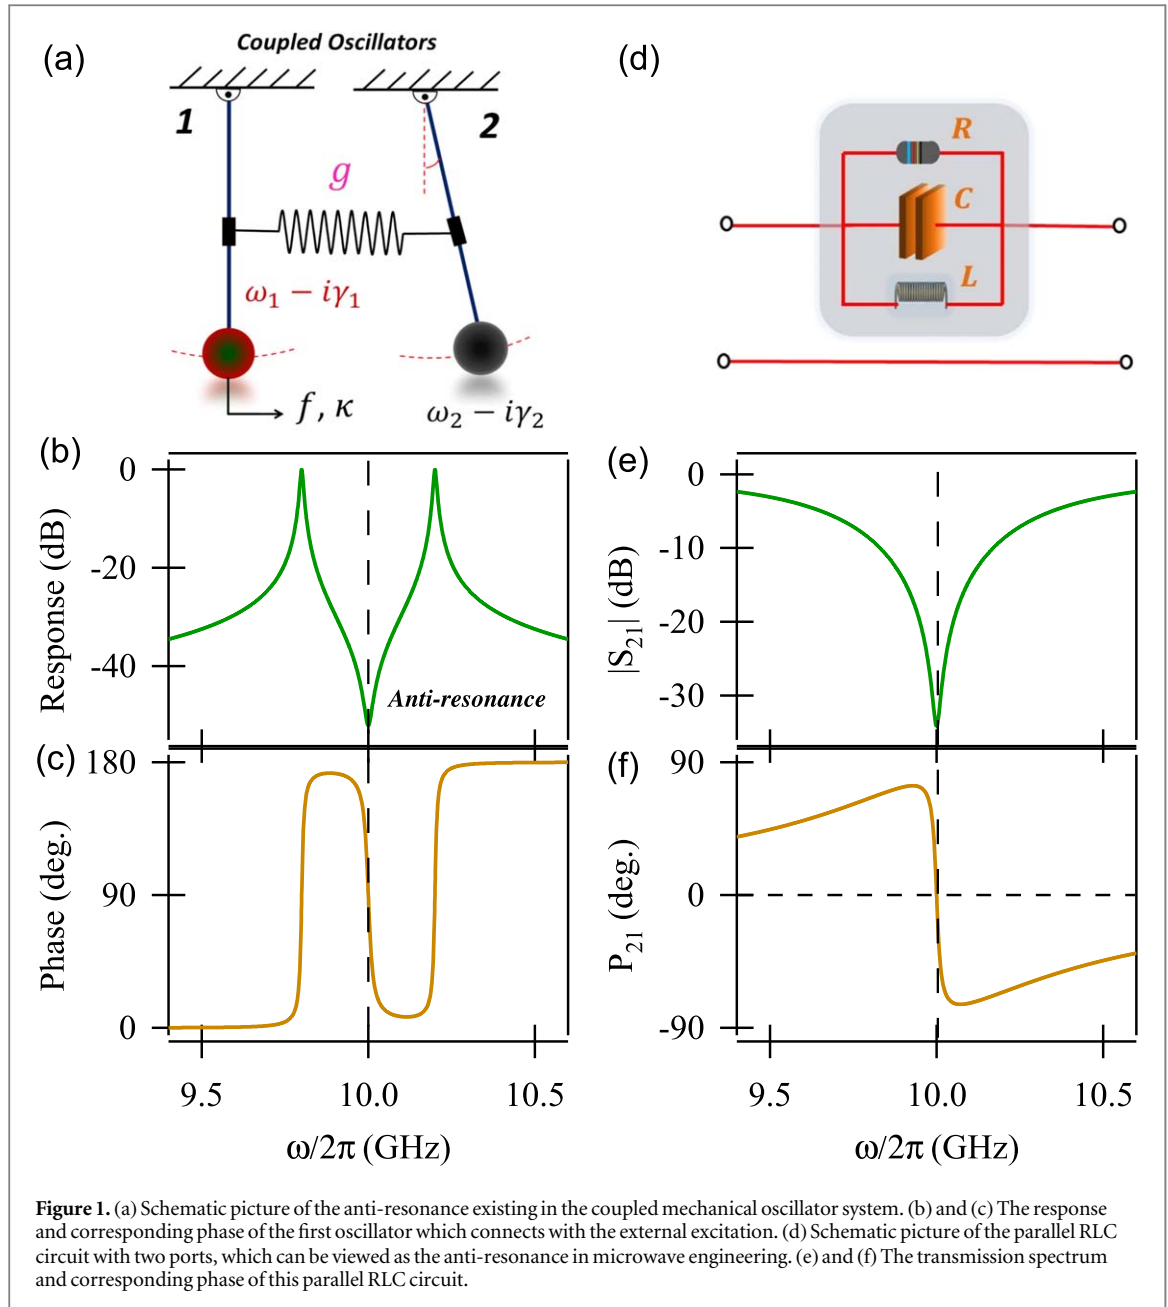 (a)
Coupled Oscillators
1
2
g
ω₁ − iγ₁
f, κ
ω₂ − iγ₂
(d)
R
C
L
(b)
0
-20
-40
Response (dB)
Anti-resonance
(c)
180
90
0
Phase (deg.)
9.5
10.0
10.5
ω/2π (GHz)
(e)
0
-10
-20
-30
|S₂₁| (dB)
(f)
90
0
-90
P₂₁ (deg.)
9.5
10.0
10.5
ω/2π (GHz)
Figure 1. (a) Schematic picture of the anti-resonance existing in the coupled mechanical oscillator system. (b) and (c) The response
and corresponding phase of the first oscillator which connects with the external excitation. (d) Schematic picture of the parallel RLC
circuit with two ports, which can be viewed as the anti-resonance in microwave engineering. (e) and (f) The transmission spectrum
and corresponding phase of this parallel RLC circuit.